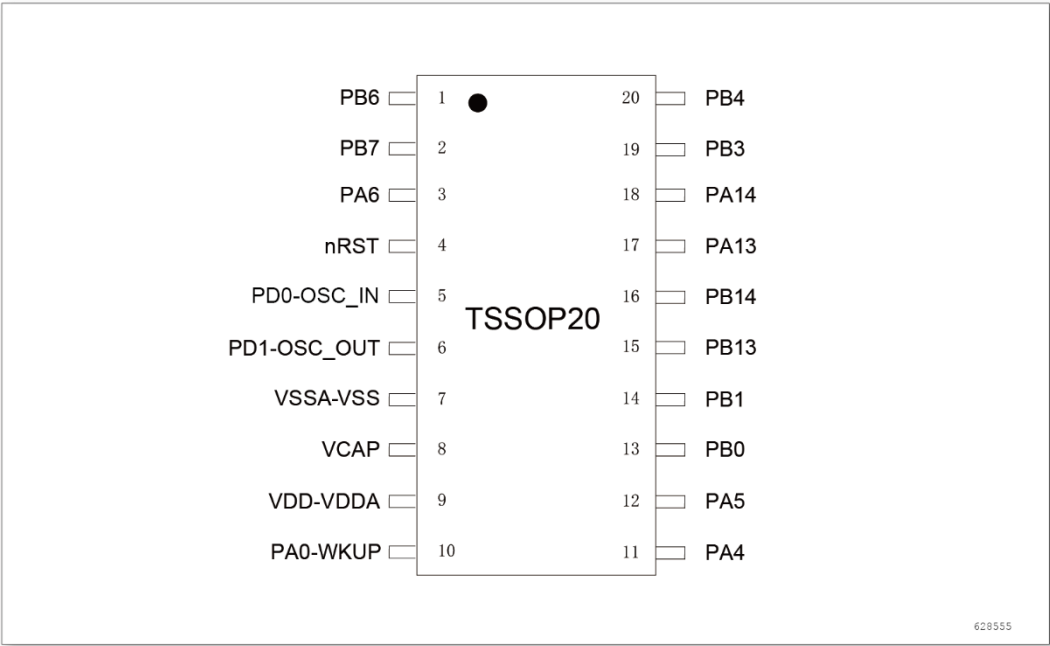 PB6 1 20 PB4
PB7 2 19 PB3
PA6 3 18 PA14
nRST 4 17 PA13
PD0-OSC_IN 5 16 PB14
TSSOP20
PD1-OSC_OUT 6 15 PB13
VSSA-VSS 7 14 PB1
VCAP 8 13 PB0
VDD-VDDA 9 12 PA5
PA0-WKUP 10 11 PA4
628555